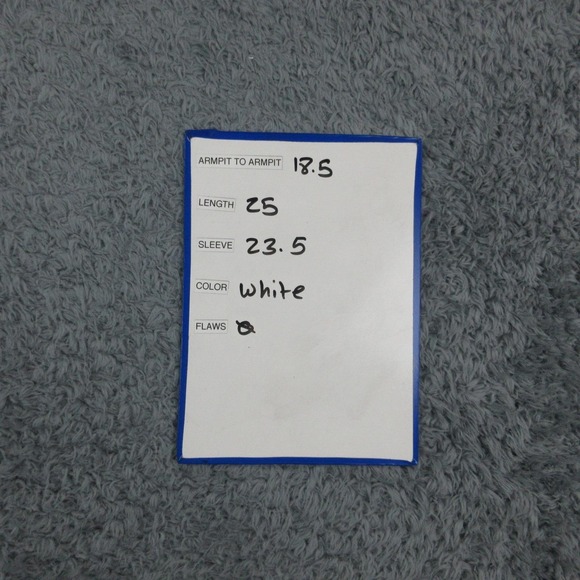 ARMPIT TO ARMPIT 18.5
LENGTH 25
SLEEVE 23.5
COLOR white
FLAWS